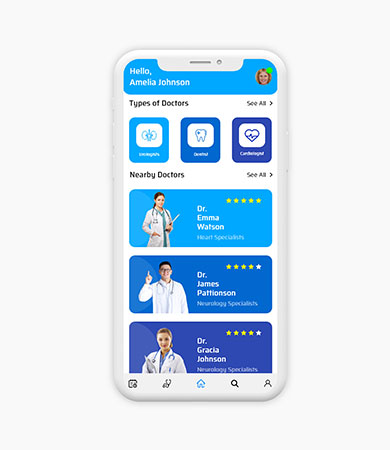 Hello,
Amelia Johnson
Types of Doctors
See All
Urologists
Dentist
Cardiologist
Nearby Doctors
See All
Dr.
Emma
Watson
Heart Specialists
Dr.
James
Pattionson
Neurology Specialists
Dr.
Gracia
Johnson
Neurology Specialists